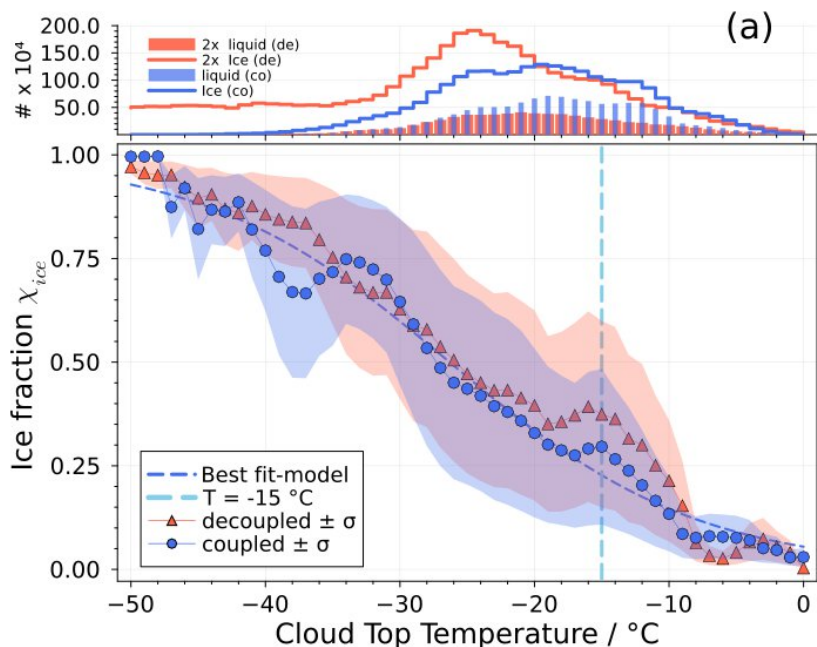 (a)
200.0
150.0
100.0
50.0
# × 10⁴
2x liquid (de)
2x Ice (de)
liquid (co)
Ice (co)
1.00
0.75
0.50
0.25
0.00
Ice fraction χ_ice
Best fit-model
T = -15 °C
decoupled ± σ
coupled ± σ
−50 −40 −30 −20 −10 0
Cloud Top Temperature / °C